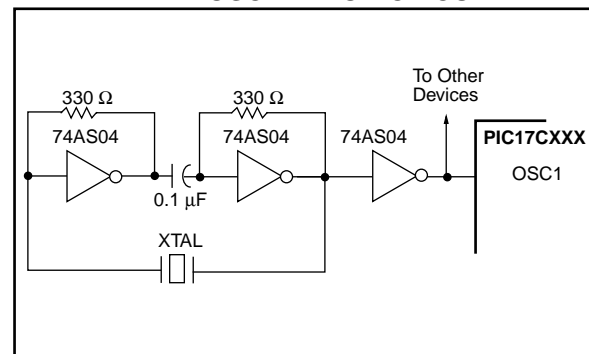 To Other
Devices
330 Ω
330 Ω
74AS04
74AS04
74AS04
PIC17CXXX
OSC1
0.1 µF
XTAL